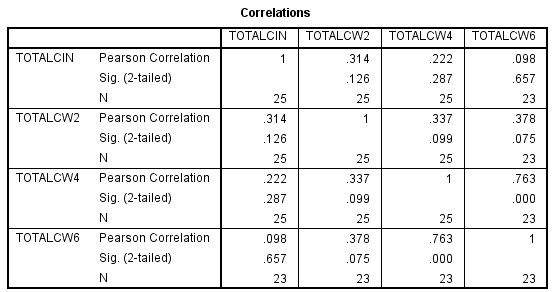 Correlations
TOTALCIN TOTALCW2 TOTALCW4 TOTALCW6
TOTALCIN Pearson Correlation 1 .314 .222 .098
Sig. (2-tailed) .126 .287 .657
N 25 25 25 23
TOTALCW2 Pearson Correlation .314 1 .337 .378
Sig. (2-tailed) .126 .099 .075
N 25 25 25 23
TOTALCW4 Pearson Correlation .222 .337 1 .763
Sig. (2-tailed) .287 .099 .000
N 25 25 25 23
TOTALCW6 Pearson Correlation .098 .378 .763 1
Sig. (2-tailed) .657 .075 .000
N 23 23 23 23